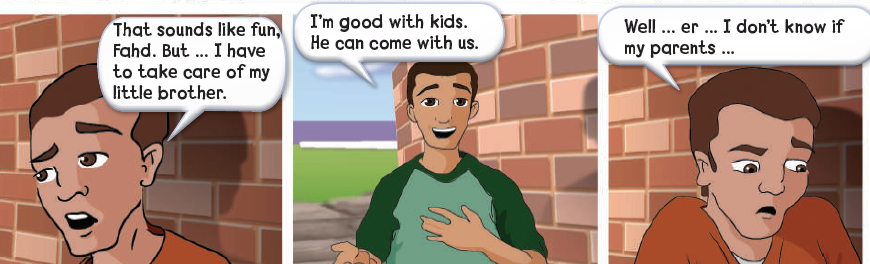 That sounds like fun,
Fahd. But ... I have
to take care of my
little brother.
I'm good with kids.
He can come with us.
Well ... er ... I don't know if
my parents ...